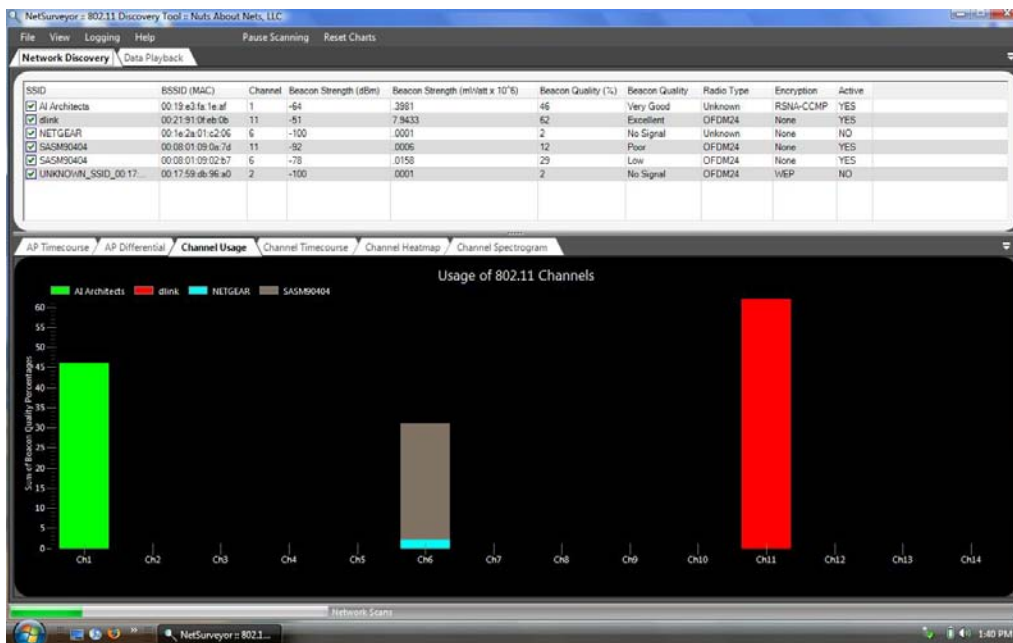 NetSurveyor :: 802.11 Discovery Tool :: Nuts About Nets, LLC
File View Logging Help Pause Scanning Reset Charts
Network Discovery Data Playback
SSID BSSID (MAC) Channel Beacon Strength (dBm) Beacon Strength (mWatt x 10^6) Beacon Quality (%) Beacon Quality Radio Type Encryption Active
AI Architects 00:19:e3:fa:1e:af 1 -64 .3981 46 Very Good Unknown RSNA-CCMP YES
dlink 00:21:91:0f:eb:0b 11 -51 7.9433 62 Excellent OFDM24 None YES
NETGEAR 00:1e:2a:01:c2:06 6 -100 .0001 2 No Signal Unknown None NO
SASM90404 00:08:01:09:0a:7d 11 -92 .0006 12 Poor OFDM24 None YES
SASM90404 00:08:01:09:02:b7 6 -78 .0158 29 Low OFDM24 None YES
UNKNOWN_SSID_00:17... 00:17:59:db:96:a0 2 -100 .0001 2 No Signal OFDM24 WEP NO
AP Timecourse AP Differential Channel Usage Channel Timecourse Channel Heatmap Channel Spectrogram
Usage of 802.11 Channels
AI Architects dlink NETGEAR SASM90404
Sum of Beacon Quality Percentages
60
55
50
45
40
35
30
25
20
15
10
5
0
Ch1 Ch2 Ch3 Ch4 Ch5 Ch6 Ch7 Ch8 Ch9 Ch10 Ch11 Ch12 Ch13 Ch14
Network Scans
NetSurveyor :: 802.1... 1:40 PM